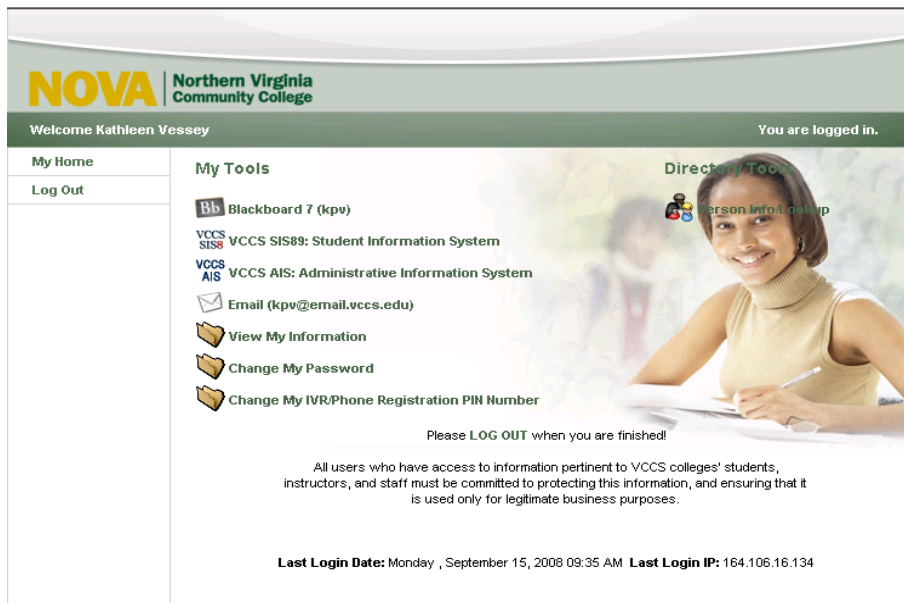 NOVA Northern Virginia
Community College
Welcome Kathleen Vessey You are logged in.
My Home
Log Out
My Tools
Bb Blackboard 7 (kpv)
VCCS SIS8 VCCS SIS89: Student Information System
VCCS AIS VCCS AIS: Administrative Information System
Email (kpv@email.vccs.edu)
View My Information
Change My Password
Change My IVR/Phone Registration PIN Number
Directory Tools
Person Info/Lookup
Please LOG OUT when you are finished!
All users who have access to information pertinent to VCCS colleges' students,
instructors, and staff must be committed to protecting this information, and ensuring that it
is used only for legitimate business purposes.
Last Login Date: Monday , September 15, 2008 09:35 AM Last Login IP: 164.106.16.134